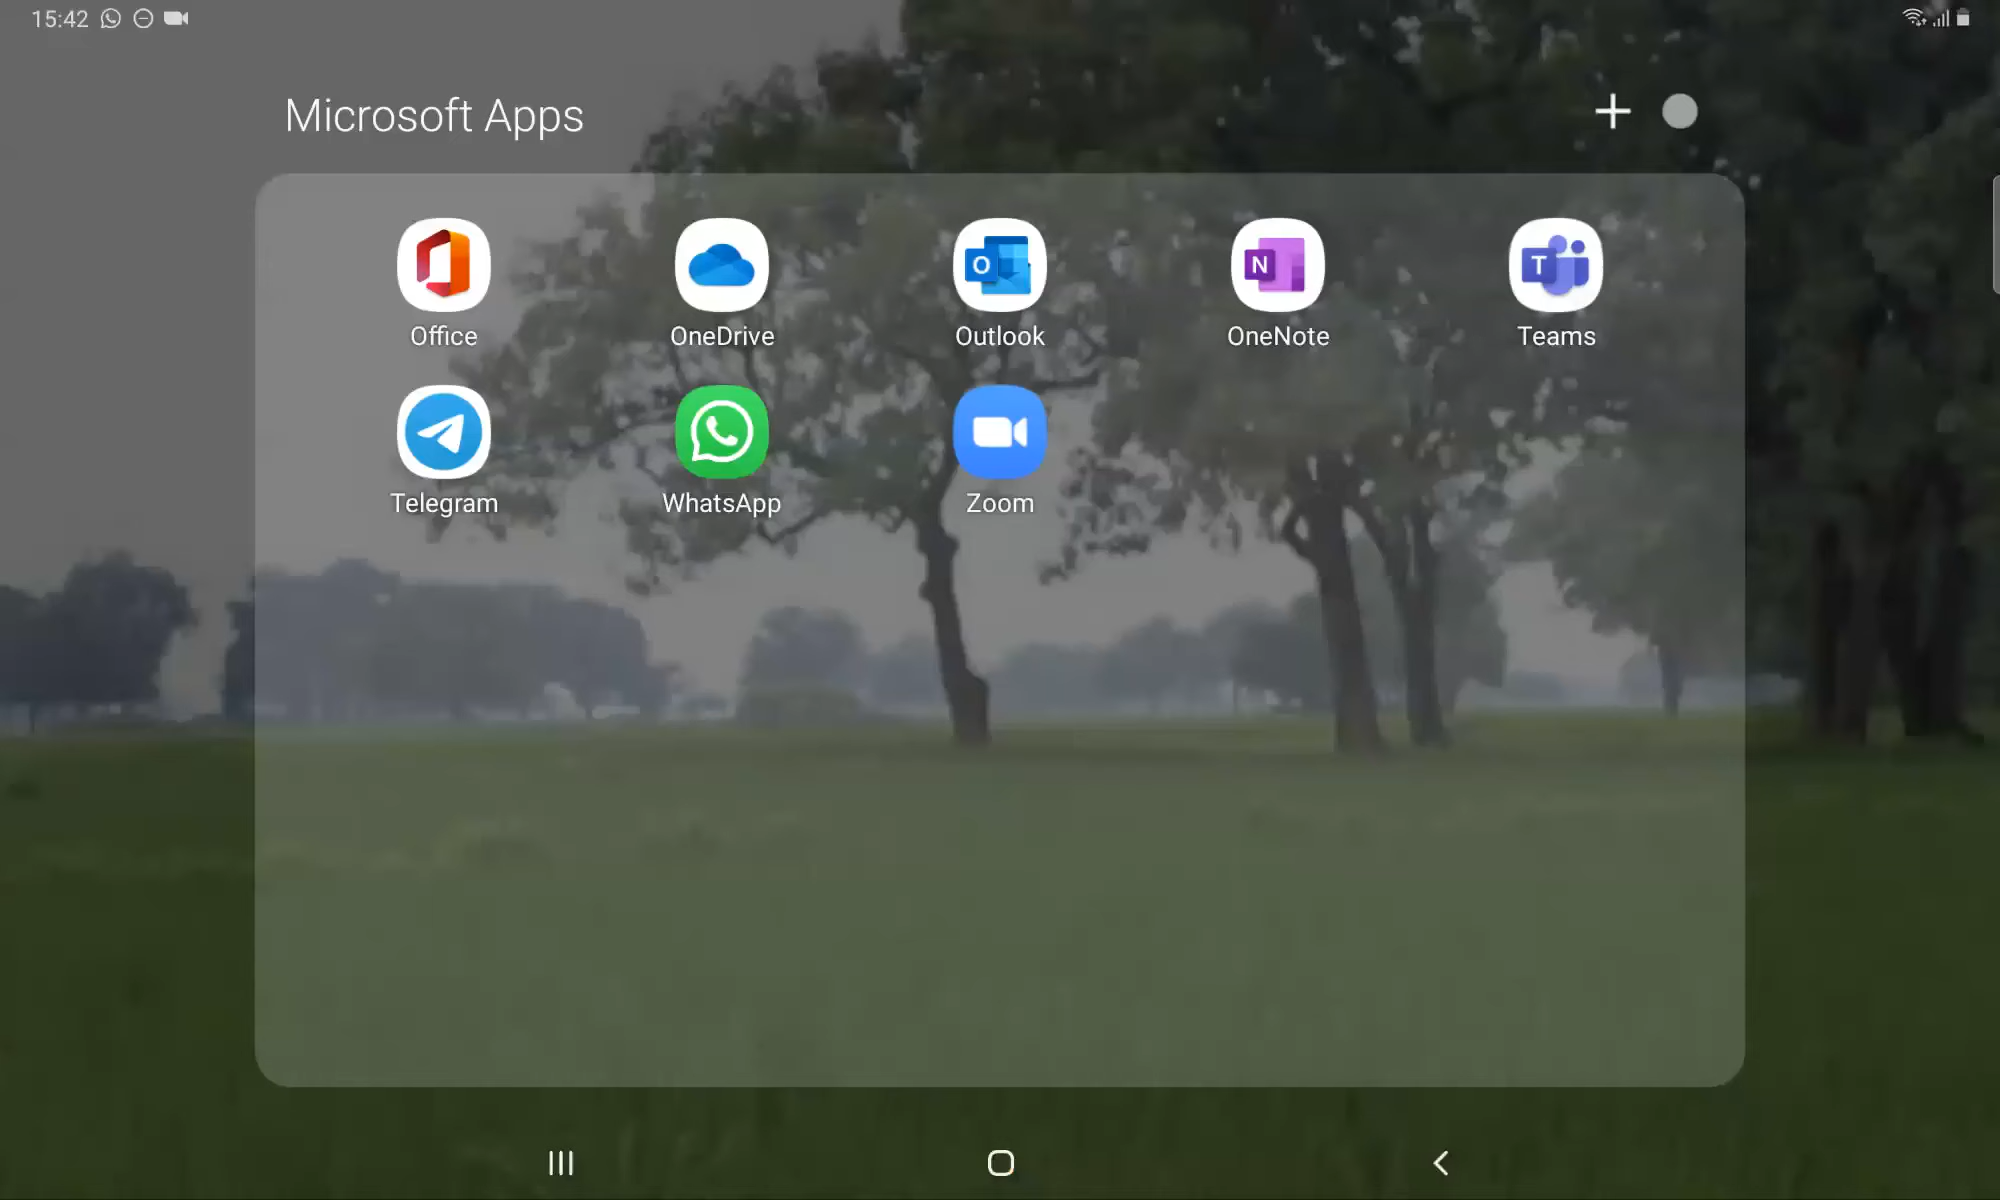 15:42
Microsoft Apps
Office
OneDrive
Outlook
OneNote
Teams
Telegram
WhatsApp
Zoom